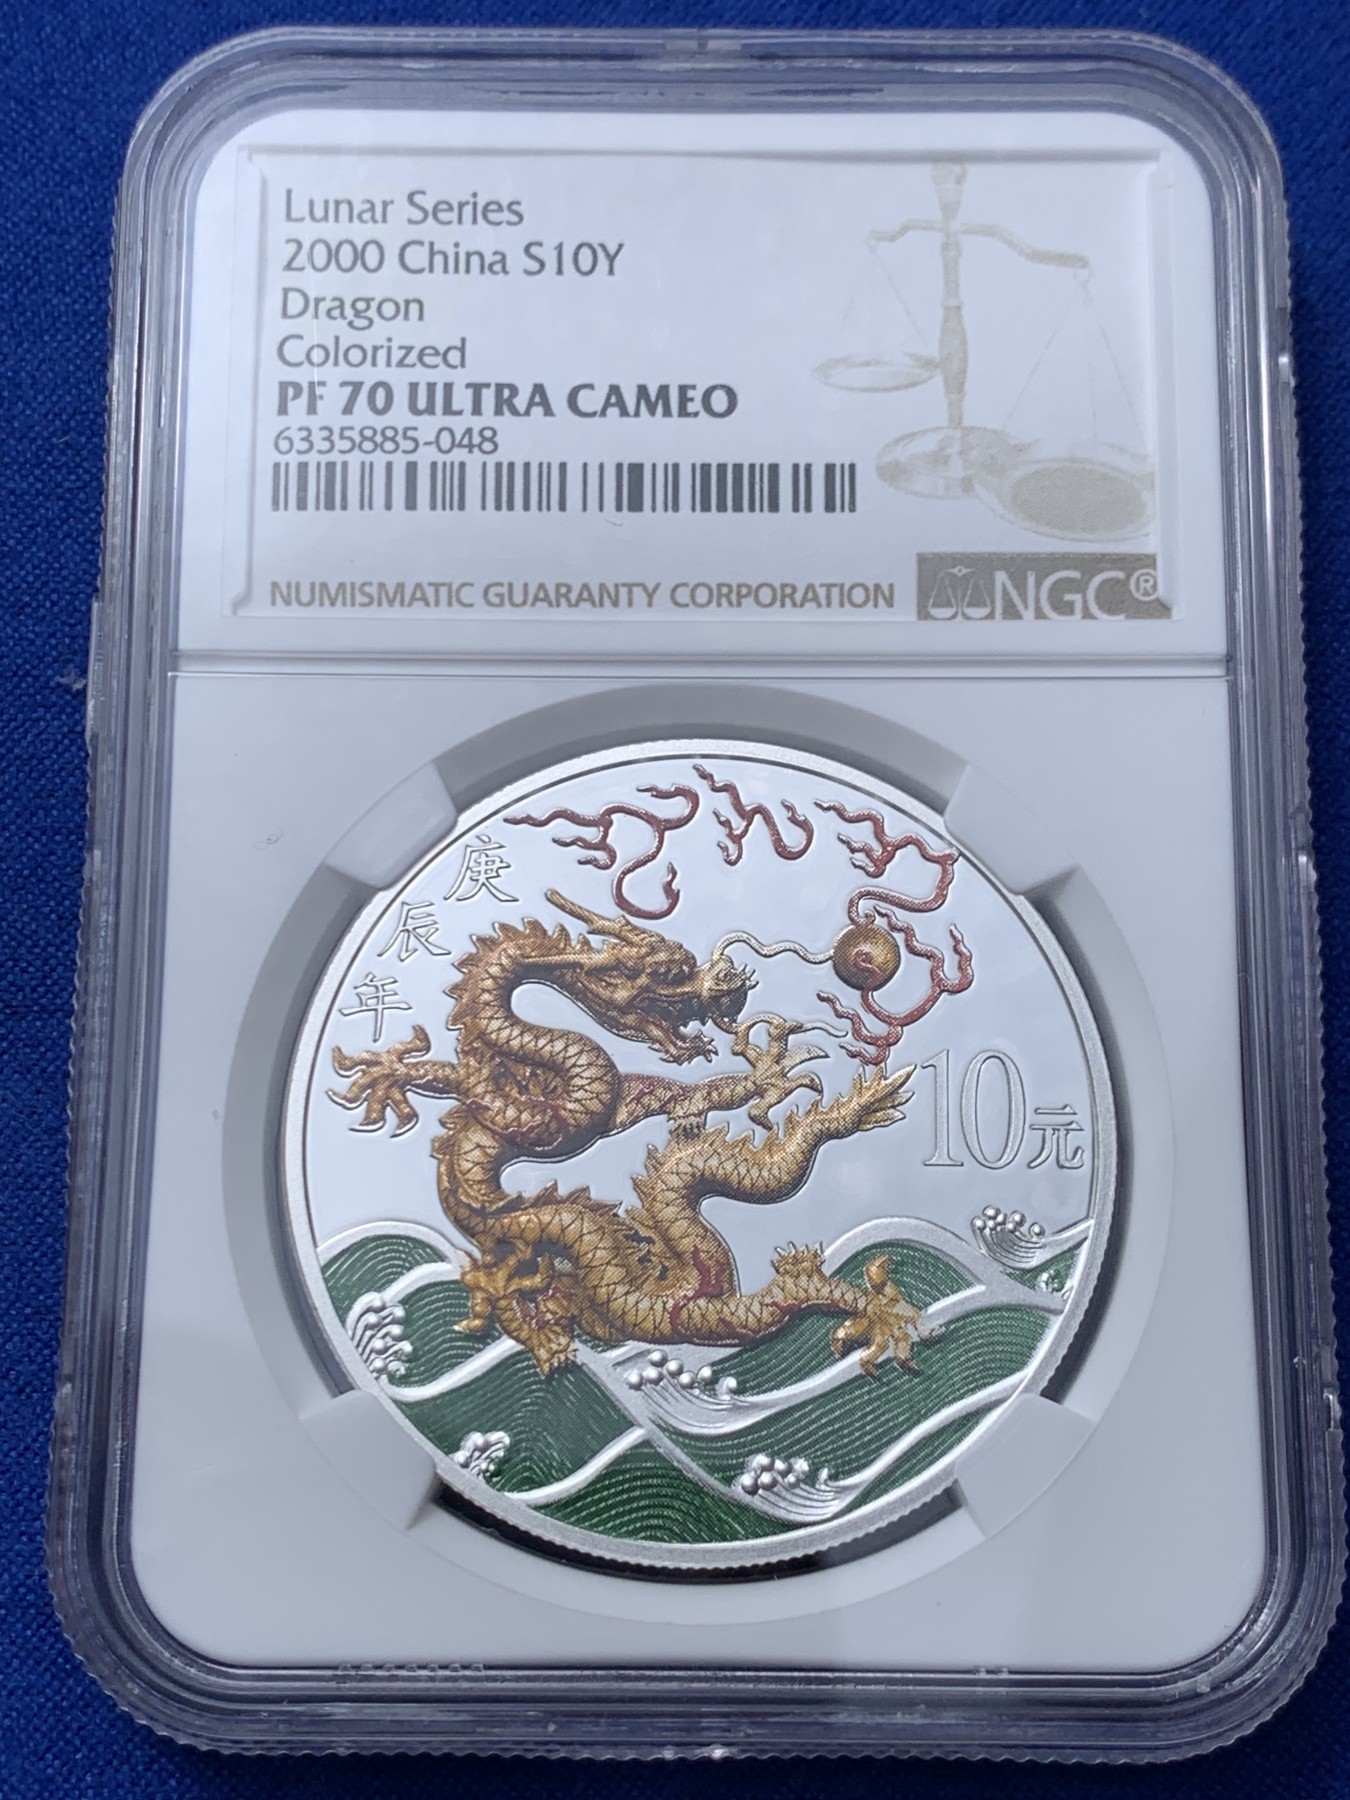 Lunar Series
2000 China S10Y
Dragon
Colorized
PF 70 ULTRA CAMEO
6335885-048
NUMISMATIC GUARANTY CORPORATION NGC®
庚辰年
10元